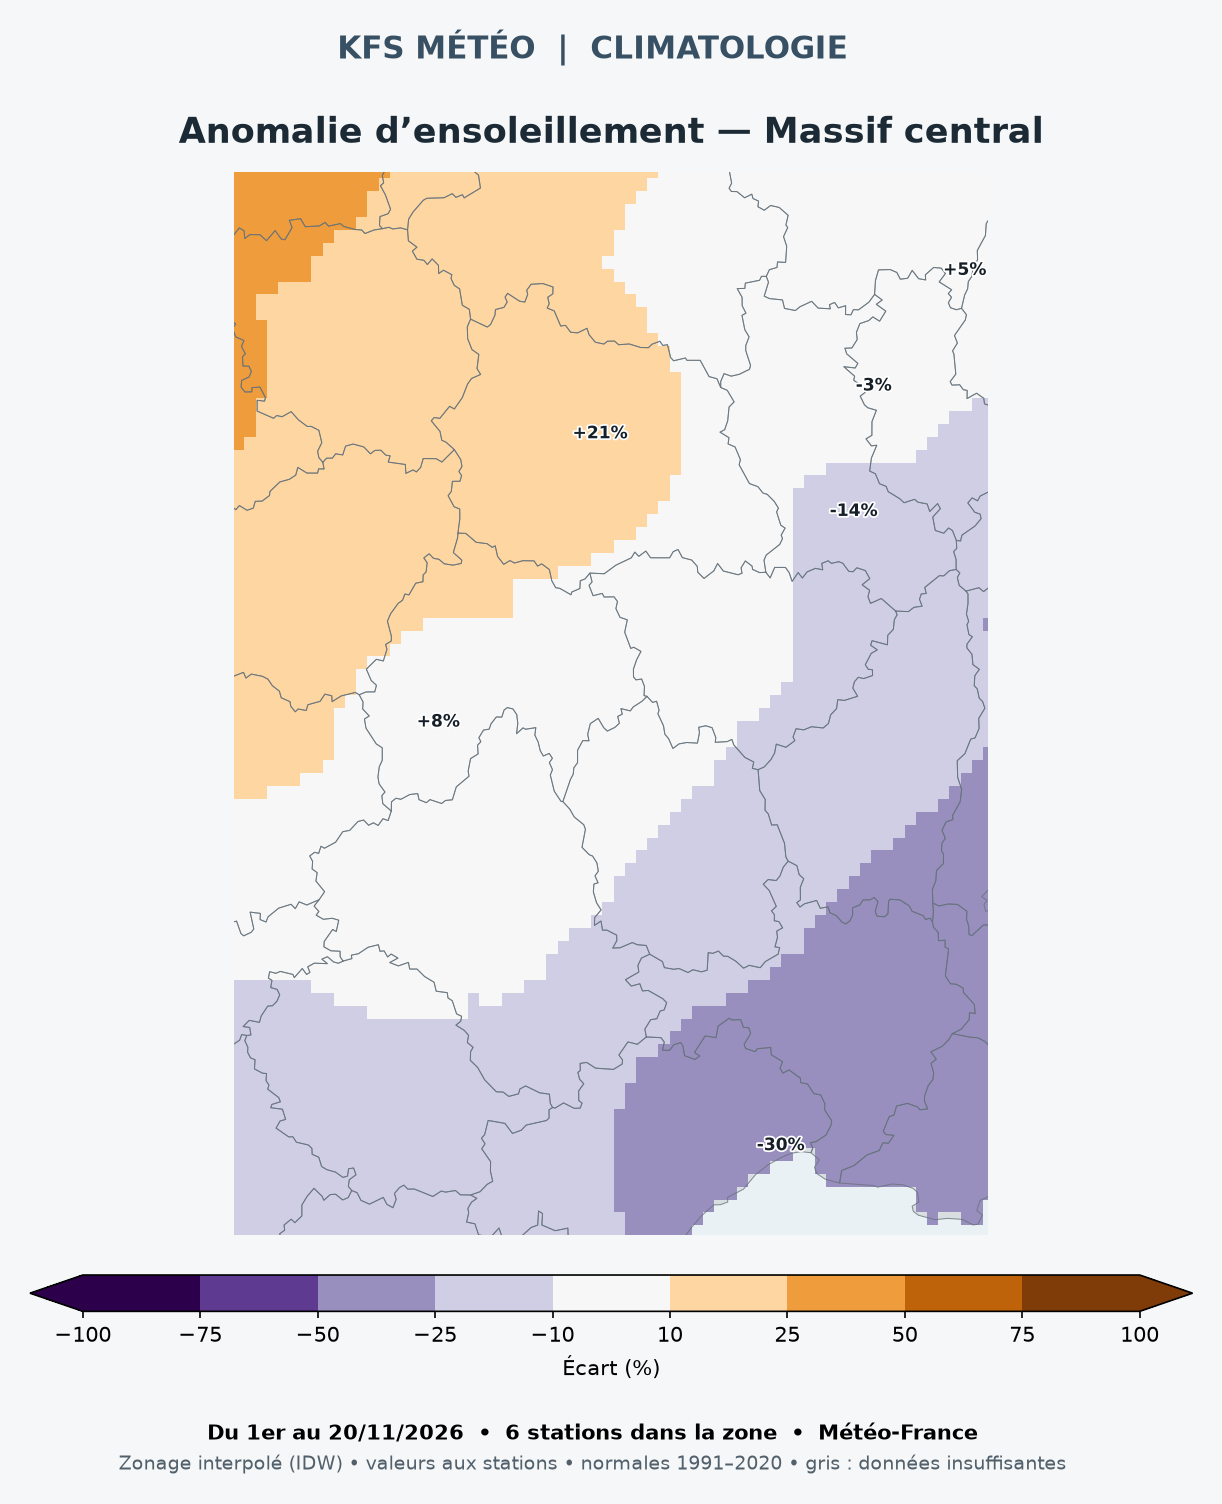 KFS MÉTÉO | CLIMATOLOGIE
Anomalie d’ensoleillement — Massif central
+5%
-3%
+21%
-14%
+8%
-30%
−100 −75 −50 −25 −10 10 25 50 75 100
Écart (%)
Du 1er au 20/11/2026 • 6 stations dans la zone • Météo-France
Zonage interpolé (IDW) • valeurs aux stations • normales 1991–2020 • gris : données insuffisantes